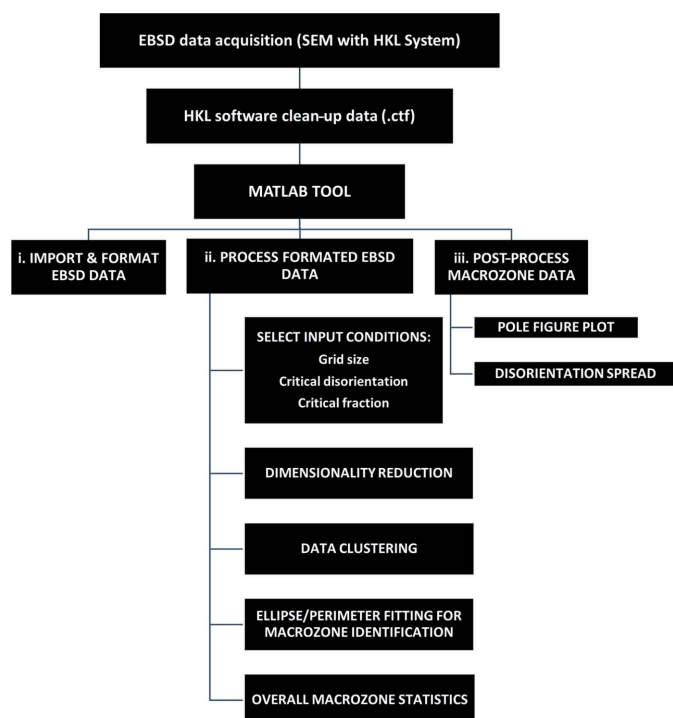 EBSD data acquisition (SEM with HKL System)
HKL software clean-up data (.ctf)
MATLAB TOOL
i. IMPORT & FORMAT
EBSD DATA
ii. PROCESS FORMATED EBSD
DATA
iii. POST-PROCESS
MACROZONE DATA
SELECT INPUT CONDITIONS:
Grid size
Critical disorientation
Critical fraction
DIMENSIONALITY REDUCTION
DATA CLUSTERING
ELLIPSE/PERIMETER FITTING FOR
MACROZONE IDENTIFICATION
OVERALL MACROZONE STATISTICS
POLE FIGURE PLOT
DISORIENTATION SPREAD